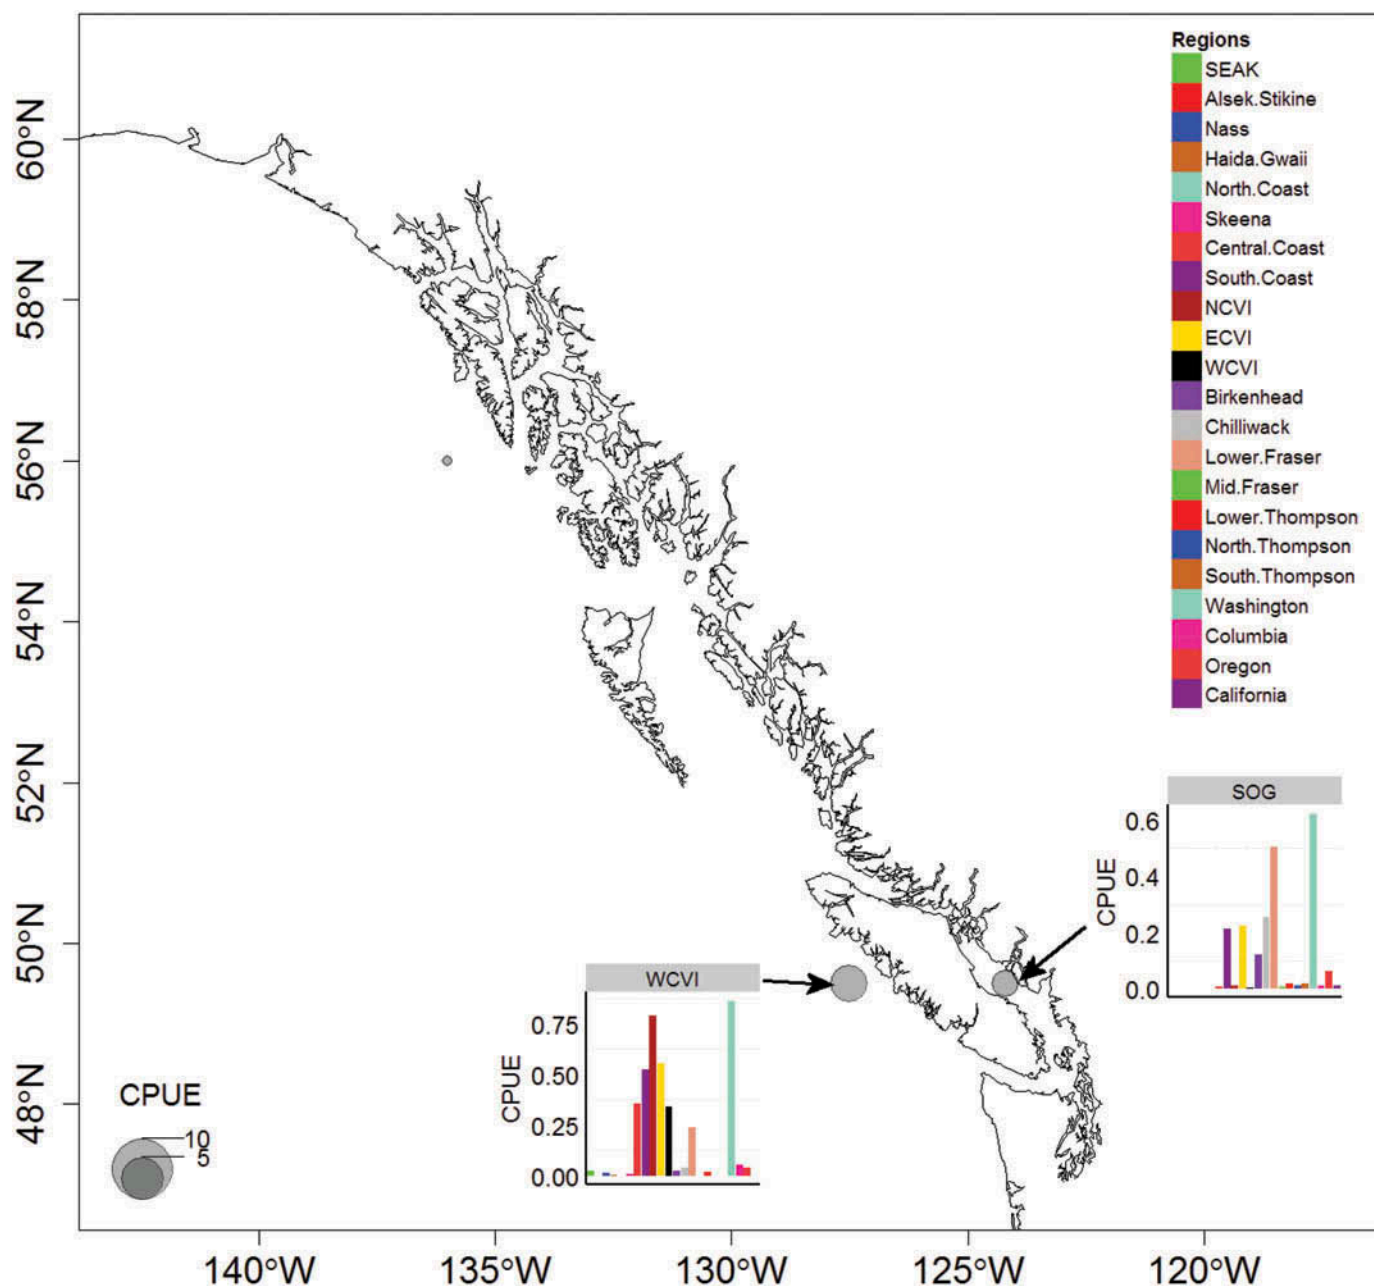 Regions
SEAK
Alsek.Stikine
Nass
Haida.Gwaii
North.Coast
Skeena
Central.Coast
South.Coast
NCVI
ECVI
WCVI
Birkenhead
Chilliwack
Lower.Fraser
Mid.Fraser
Lower.Thompson
North.Thompson
South.Thompson
Washington
Columbia
Oregon
California
60°N
58°N
56°N
54°N
52°N
50°N
48°N
SOG
CPUE
0.6
0.4
0.2
0.0
WCVI
CPUE
0.75
0.50
0.25
0.00
CPUE
10
5
140°W 135°W 130°W 125°W 120°W